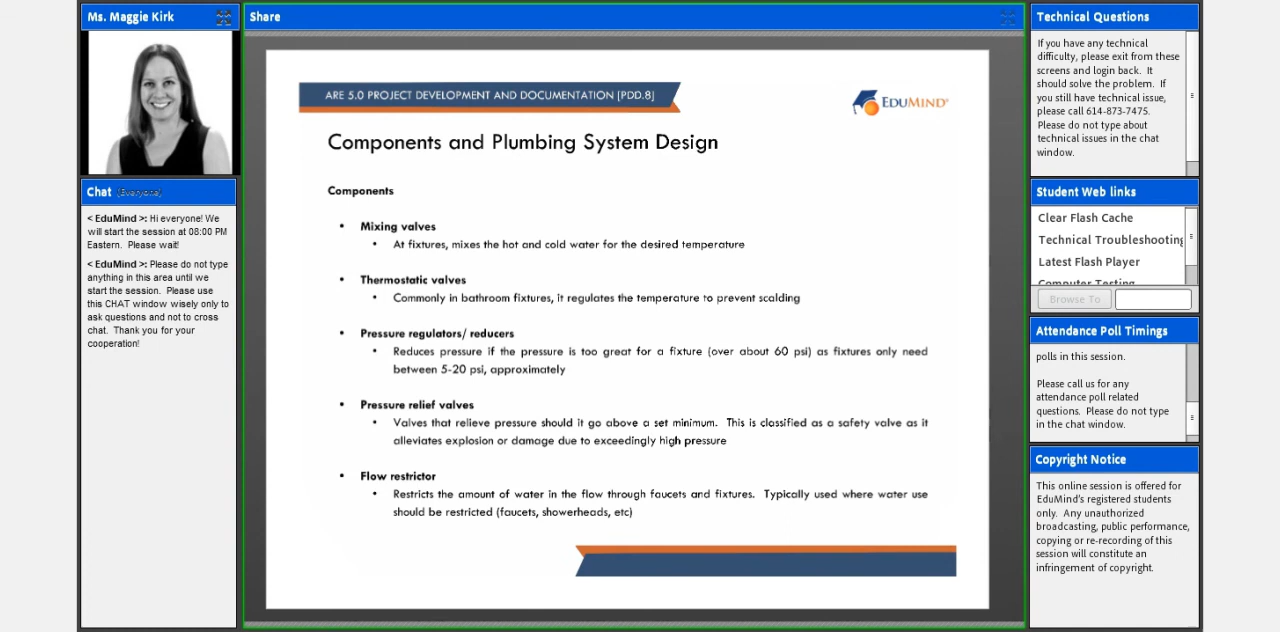 Ms. Maggie Kirk
Chat (Everyone)
< EduMind >: Hi everyone! We
will start the session at 08:00 PM
Eastern. Please wait!
< EduMind >: Please do not type
anything in this area until we
start the session. Please use
this CHAT window wisely only to
ask questions and not to cross
chat. Thank you for your
cooperation!
Share
ARE 5.0 PROJECT DEVELOPMENT AND DOCUMENTATION [PDD.8]
EDUMIND®
Components and Plumbing System Design
Components
• Mixing valves
• At fixtures, mixes the hot and cold water for the desired temperature
• Thermostatic valves
• Commonly in bathroom fixtures, it regulates the temperature to prevent scalding
• Pressure regulators/ reducers
• Reduces pressure if the pressure is too great for a fixture (over about 60 psi) as fixtures only need
between 5-20 psi, approximately
• Pressure relief valves
• Valves that relieve pressure should it go above a set minimum. This is classified as a safety valve as it
alleviates explosion or damage due to exceedingly high pressure
• Flow restrictor
• Restricts the amount of water in the flow through faucets and fixtures. Typically used where water use
should be restricted (faucets, showerheads, etc)
Technical Questions
If you have any technical
difficulty, please exit from these
screens and login back. It
should solve the problem. If
you still have technical issue,
please call 614-873-7475.
Please do not type about
technical issues in the chat
window.
Student Web links
Clear Flash Cache
Technical Troubleshooting
Latest Flash Player
Computer Testing
Browse To
Attendance Poll Timings
polls in this session.
Please call us for any
attendance poll related
questions. Please do not type
in the chat window.
Copyright Notice
This online session is offered for
EduMind's registered students
only. Any unauthorized
broadcasting, public performance,
copying or re-recording of this
session will constitute an
infringement of copyright.